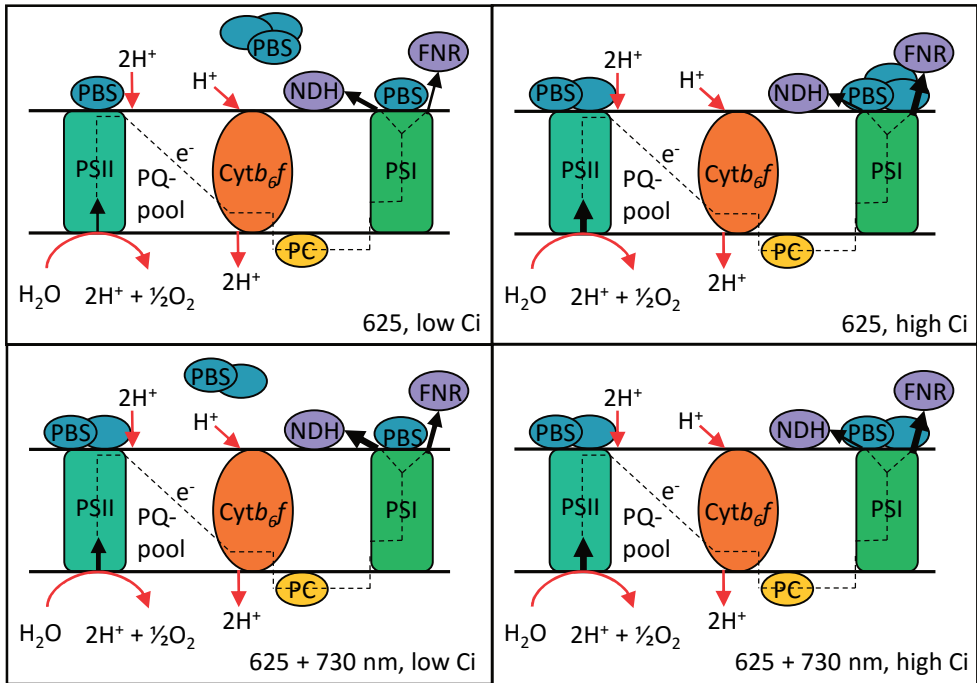 PBS
FNR
2H⁺
H⁺
NDH
PBS
PBS
PSII
e⁻
PQ-
pool
Cytb₆f
PSI
PC
H₂O
2H⁺ + ½O₂
2H⁺
625, low Ci
FNR
2H⁺
H⁺
NDH
PBS
PBS
PSII
e⁻
PQ-
pool
Cytb₆f
PSI
PC
H₂O
2H⁺ + ½O₂
2H⁺
625, high Ci
PBS
FNR
2H⁺
H⁺
NDH
PBS
PBS
PSII
e⁻
PQ-
pool
Cytb₆f
PSI
PC
H₂O
2H⁺ + ½O₂
2H⁺
625 + 730 nm, low Ci
FNR
2H⁺
H⁺
NDH
PBS
PBS
PSII
e⁻
PQ-
pool
Cytb₆f
PSI
PC
H₂O
2H⁺ + ½O₂
2H⁺
625 + 730 nm, high Ci